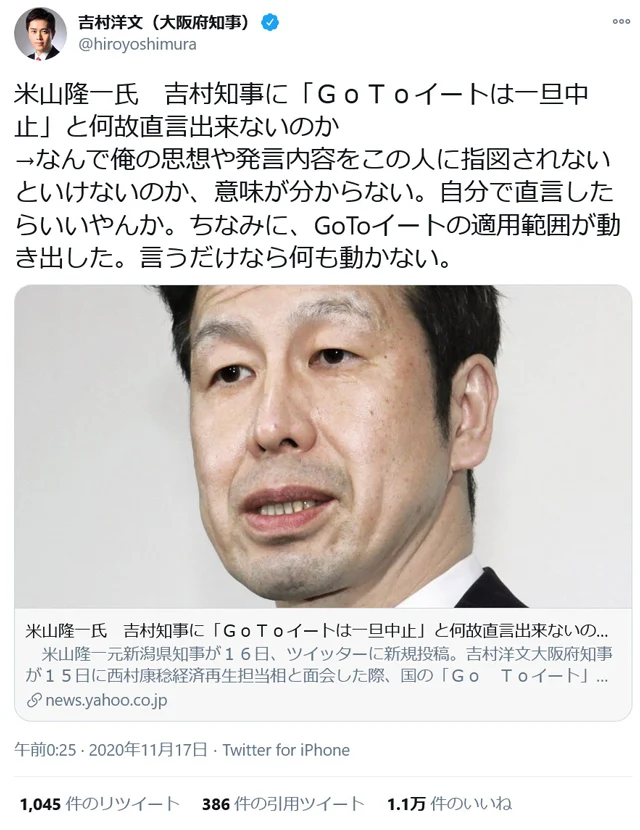 吉村洋文（大阪府知事）
@hiroyoshimura
米山隆一氏　吉村知事に「ＧｏＴｏイートは一旦中
止」と何故直言出来ないのか
→なんで俺の思想や発言内容をこの人に指図されない
といけないのか、意味が分からない。自分で直言した
らいいやんか。ちなみに、GoToイートの適用範囲が動
き出した。言うだけなら何も動かない。
米山隆一氏　吉村知事に「ＧｏＴｏイートは一旦中止」と何故直言出来ないの...
　米山隆一元新潟県知事が１６日、ツイッターに新規投稿。吉村洋文大阪府知事
が１５日に西村康稔経済再生担当相と面会した際、国の「Ｇｏ　Ｔｏイート」...
news.yahoo.co.jp
午前0:25 · 2020年11月17日 · Twitter for iPhone
1,045 件のリツイート　386 件の引用ツイート　1.1万 件のいいね